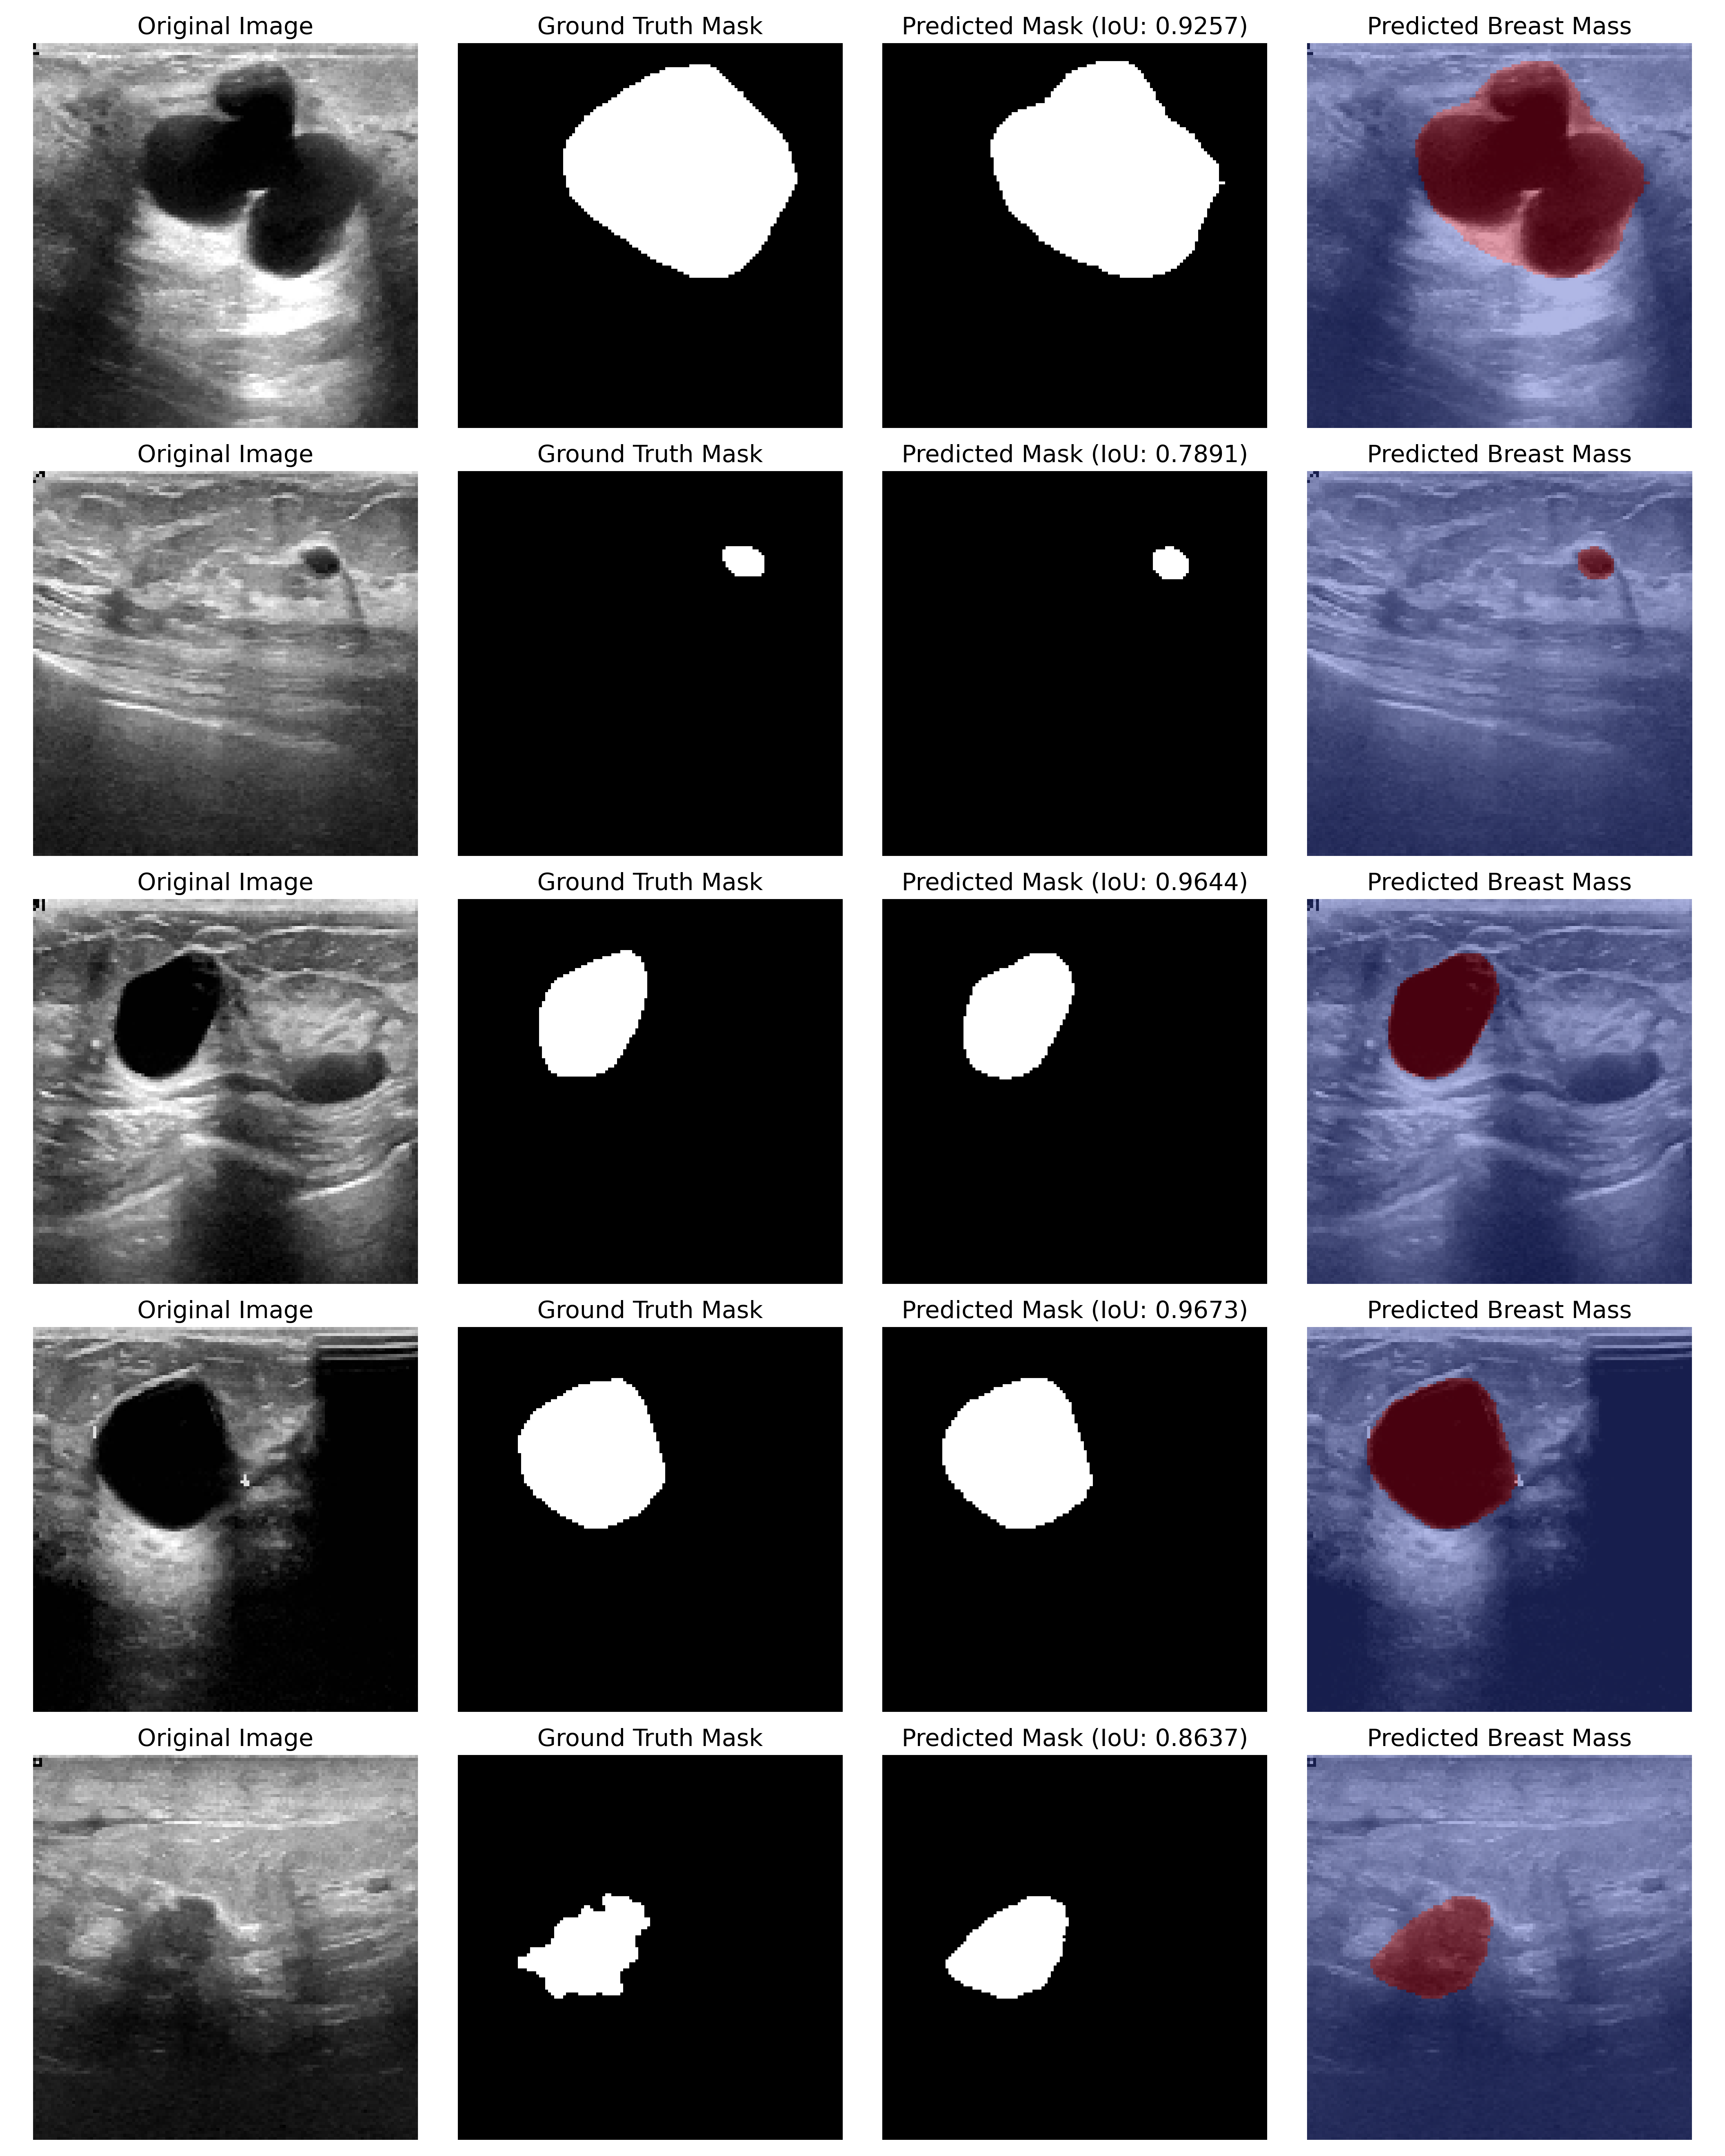 Original Image
Ground Truth Mask
Predicted Mask (IoU: 0.9257)
Predicted Breast Mass
Original Image
Ground Truth Mask
Predicted Mask (IoU: 0.7891)
Predicted Breast Mass
Original Image
Ground Truth Mask
Predicted Mask (IoU: 0.9644)
Predicted Breast Mass
Original Image
Ground Truth Mask
Predicted Mask (IoU: 0.9673)
Predicted Breast Mass
Original Image
Ground Truth Mask
Predicted Mask (IoU: 0.8637)
Predicted Breast Mass